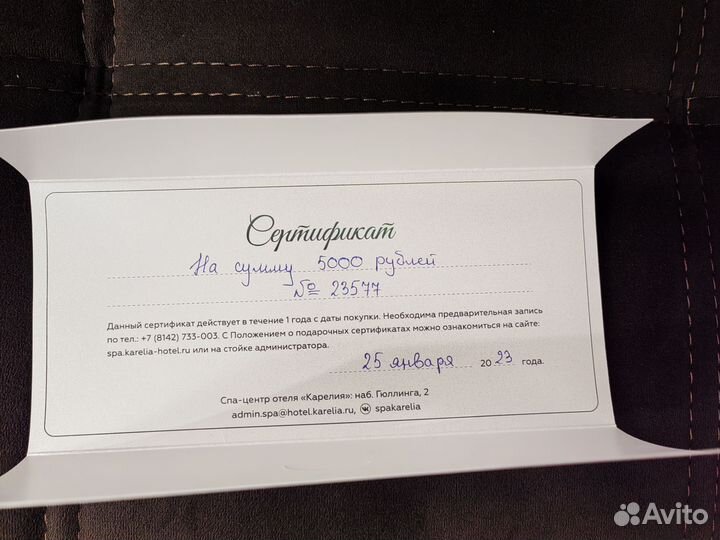 Сертификат
На сумму 5000 рублей
№ 23577
Данный сертификат действует в течение 1 года с даты покупки. Необходима предварительная запись
по тел.: +7 (8142) 733-003. С Положением о подарочных сертификатах можно ознакомиться на сайте:
spa.karelia-hotel.ru или на стойке администратора.
25 января 2023 года.
Спа-центр отеля «Карелия»: наб. Гюллинга, 2
admin.spa@hotel.karelia.ru, spakarelia
Avito